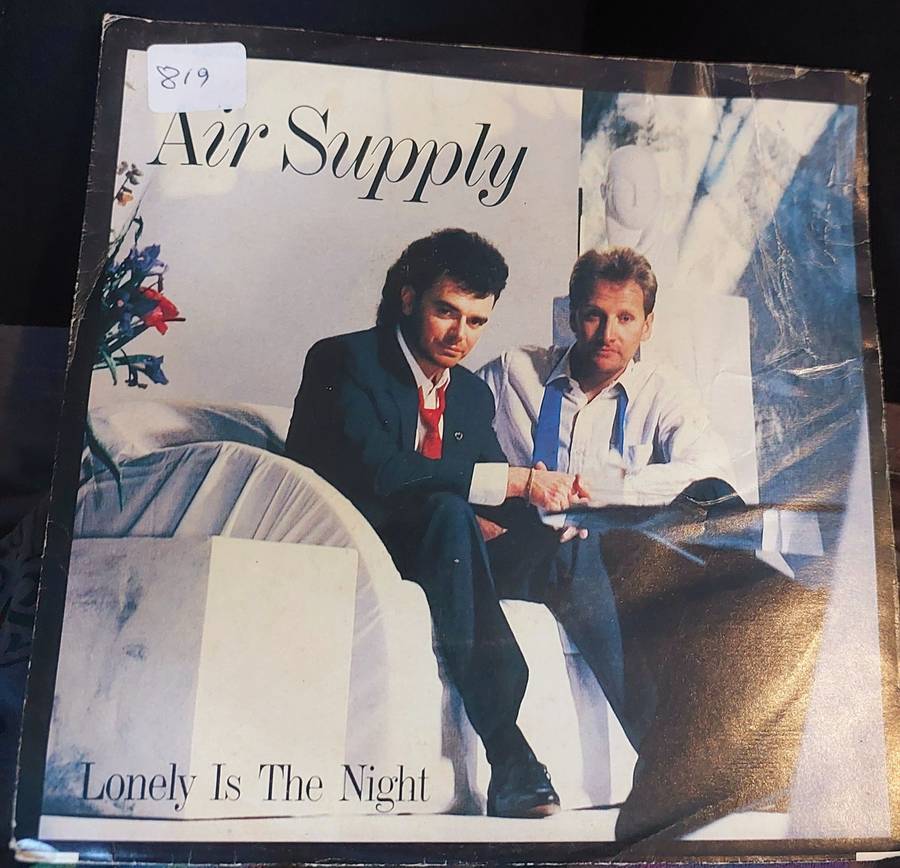 819
Air Supply
Lonely Is The Night